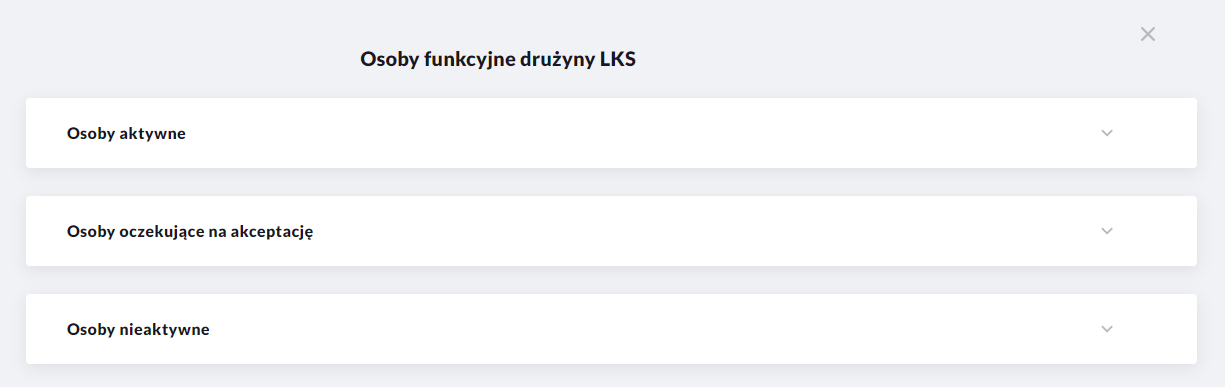 Osoby funkcyjne drużyny LKS
Osoby aktywne
Osoby oczekujące na akceptację
Osoby nieaktywne